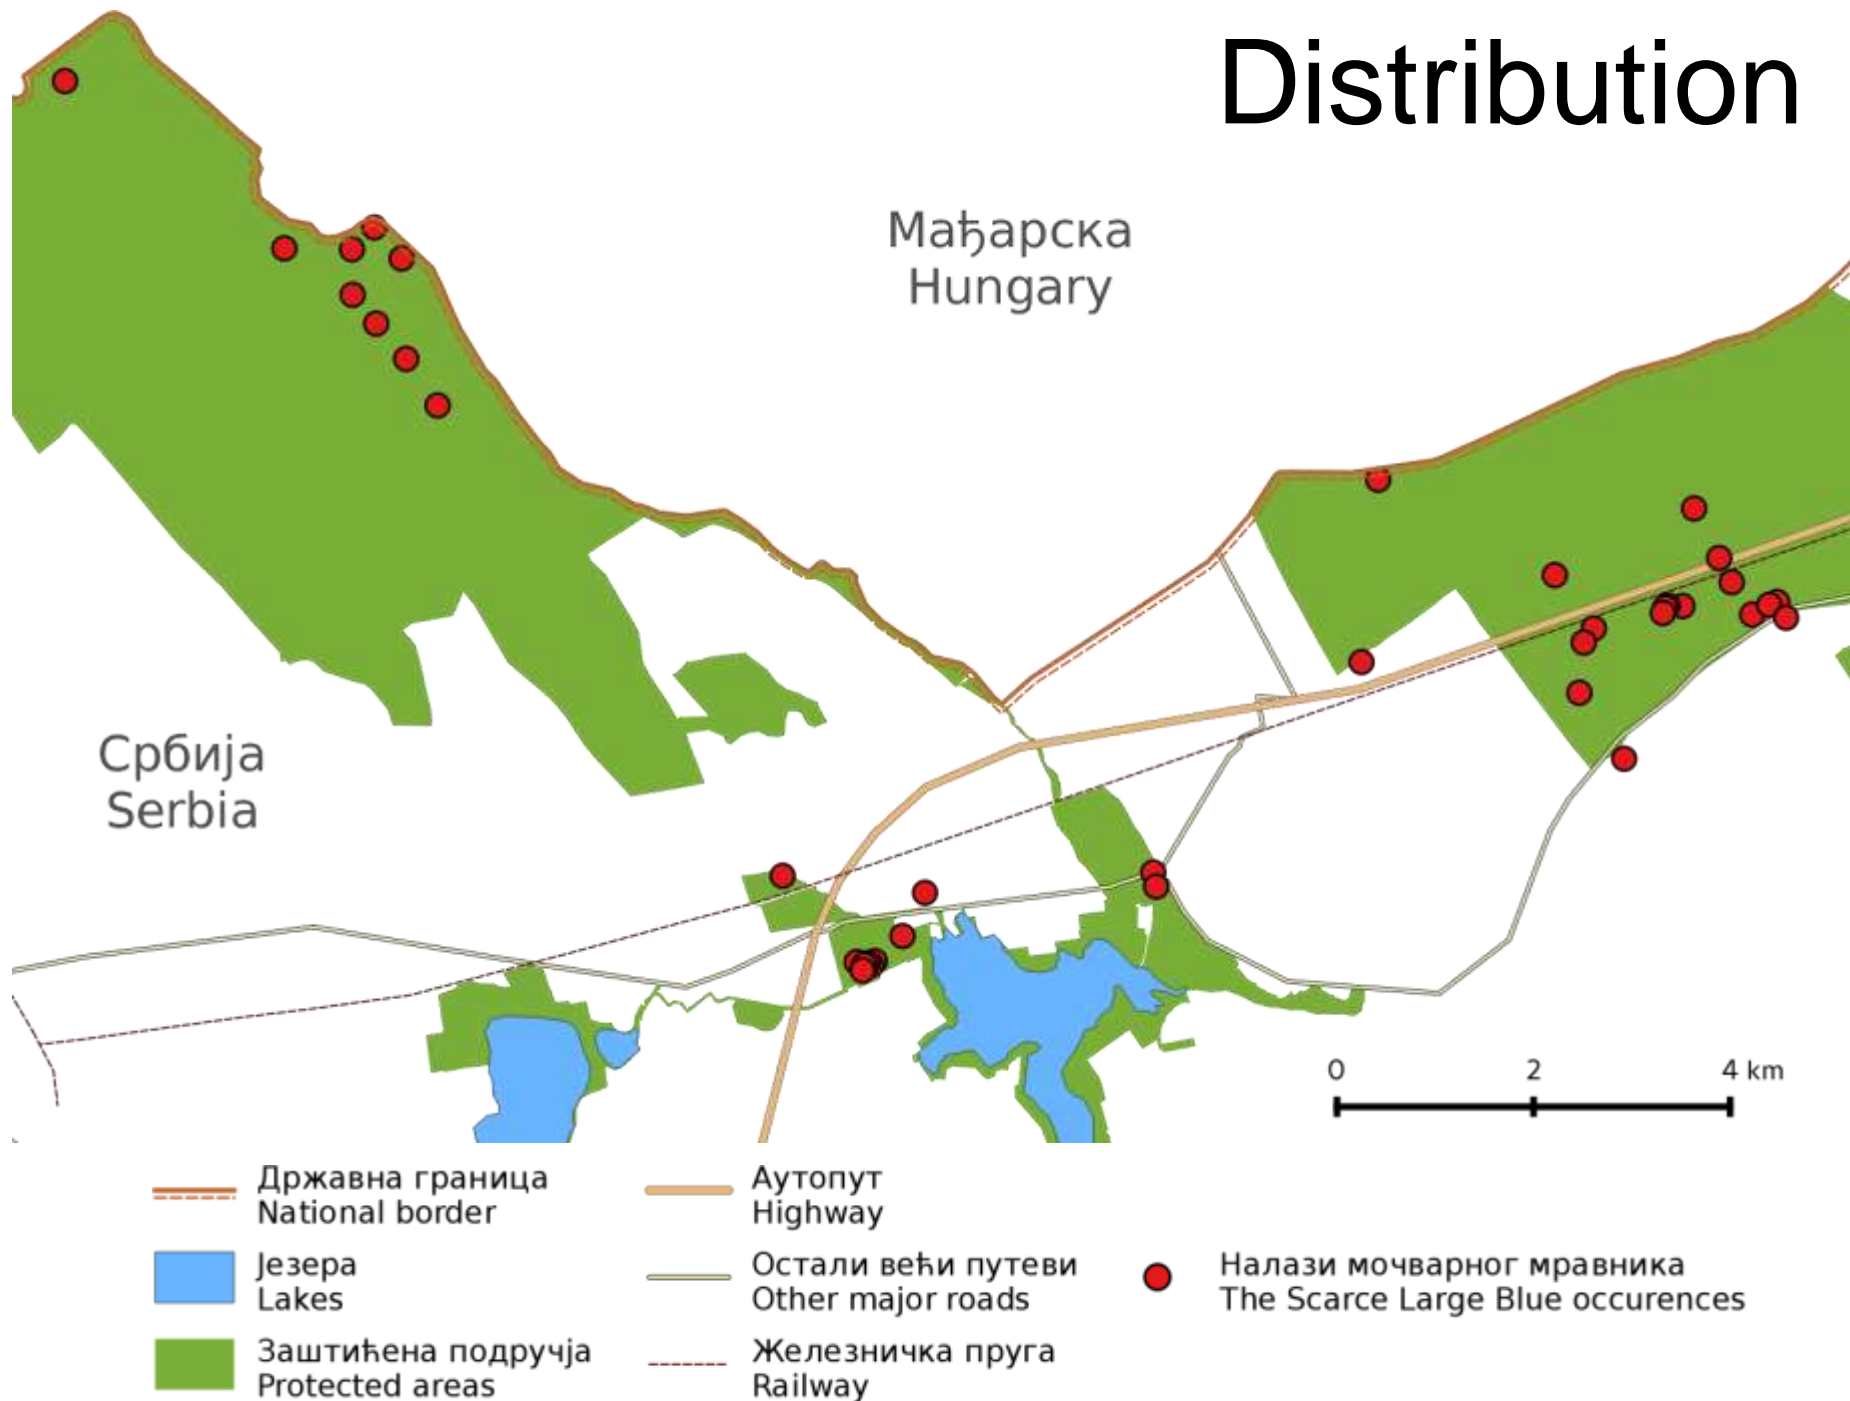 Distribution
Мађарска
Hungary
Србија
Serbia
0 2 4 km
Државна граница
National border
Језера
Lakes
Заштићена подручја
Protected areas
Аутопут
Highway
Остали већи путеви
Other major roads
Железничка пруга
Railway
Налази мочварног мравника
The Scarce Large Blue occurences